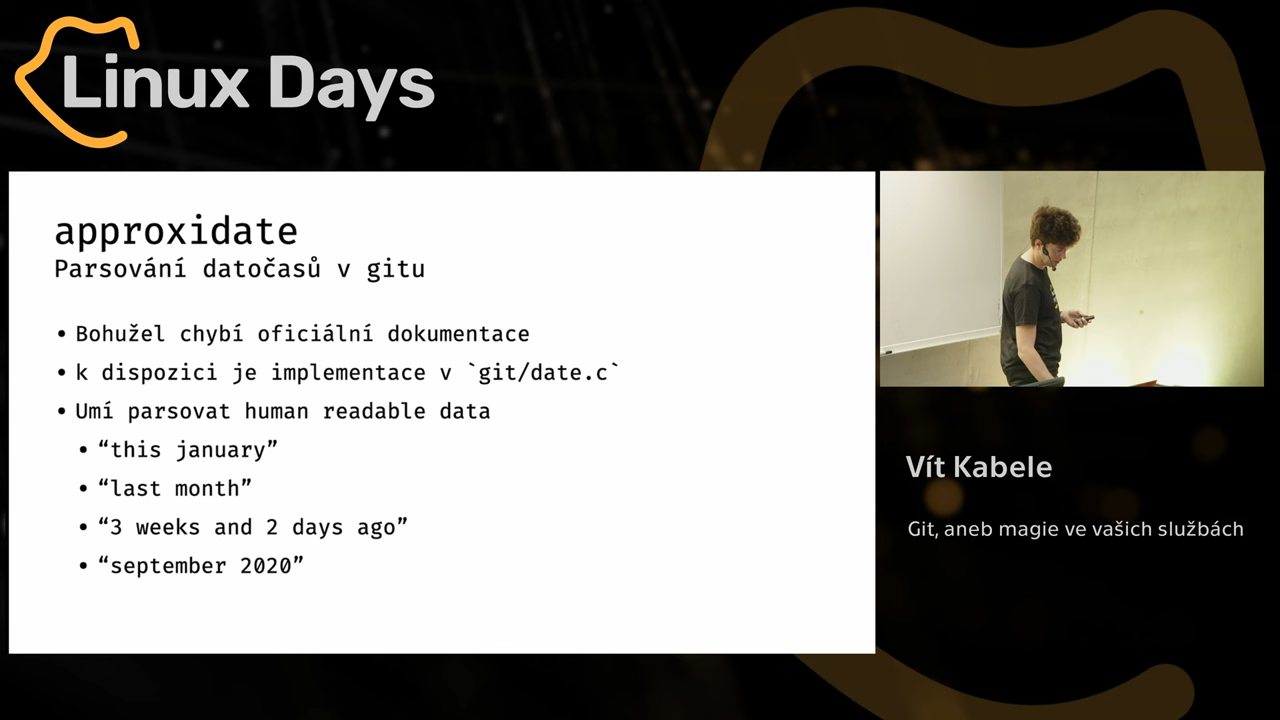 Linux Days
approxidate
Parsování datočasů v gitu
• Bohužel chybí oficiální dokumentace
• k dispozici je implementace v `git/date.c`
• Umí parsovat human readable data
• “this january”
• “last month”
• “3 weeks and 2 days ago”
• “september 2020”
Vít Kabele
Git, aneb magie ve vašich službách